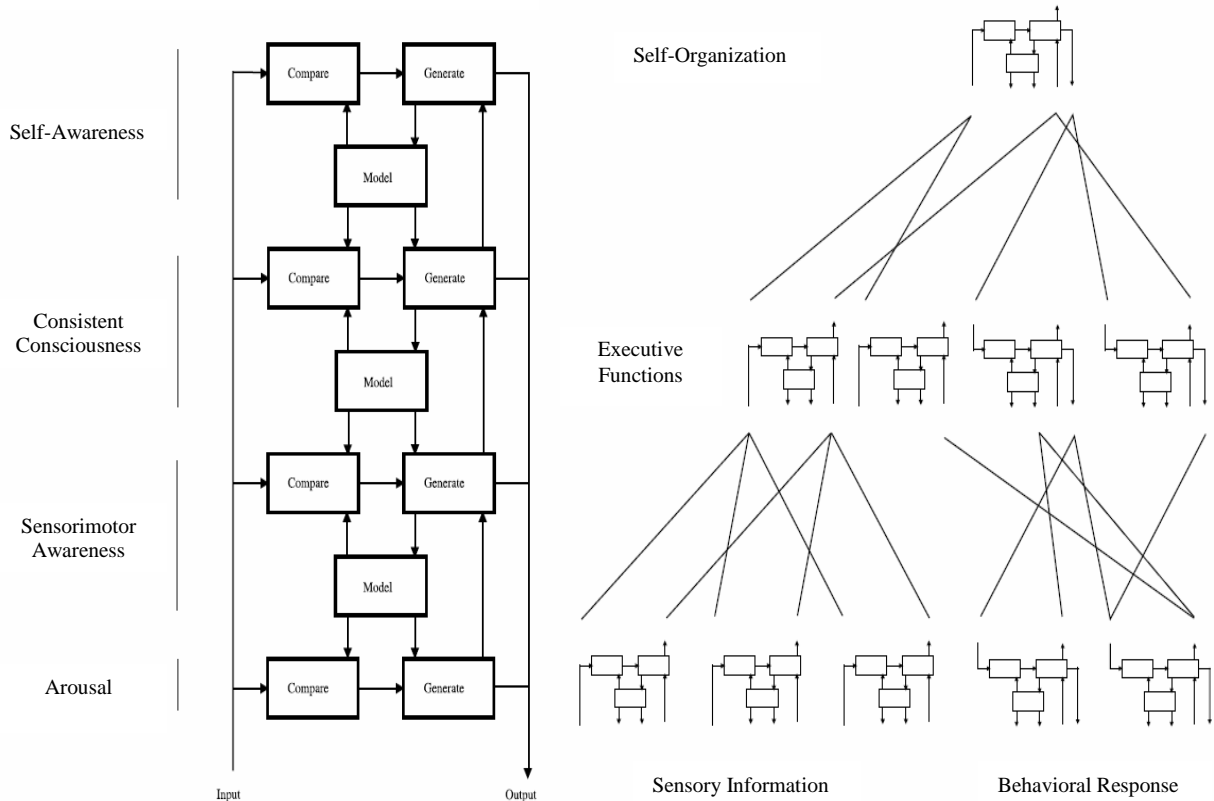 Self-Awareness
Consistent
Consciousness
Sensorimotor
Awareness
Arousal
Compare
Generate
Model
Compare
Generate
Model
Compare
Generate
Model
Compare
Generate
Input
Output
Self-Organization
Executive
Functions
Sensory Information
Behavioral Response